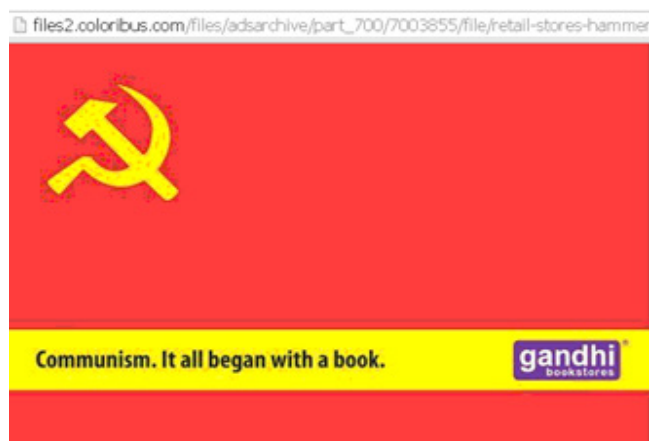 files2.coloribus.com/files/adsarchive/part_700/7003855/file/retail-stores-hammer
Communism. It all began with a book.
gandhi®
bookstores